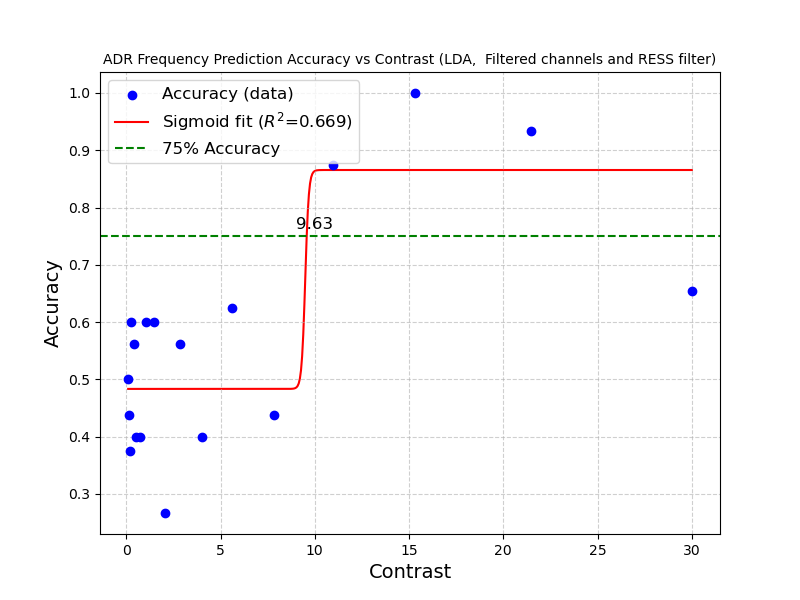 ADR Frequency Prediction Accuracy vs Contrast (LDA,  Filtered channels and RESS filter)
Accuracy (data)
Sigmoid fit (R²=0.669)
75% Accuracy
9.63
Accuracy
1.0
0.9
0.8
0.7
0.6
0.5
0.4
0.3
0 5 10 15 20 25 30
Contrast